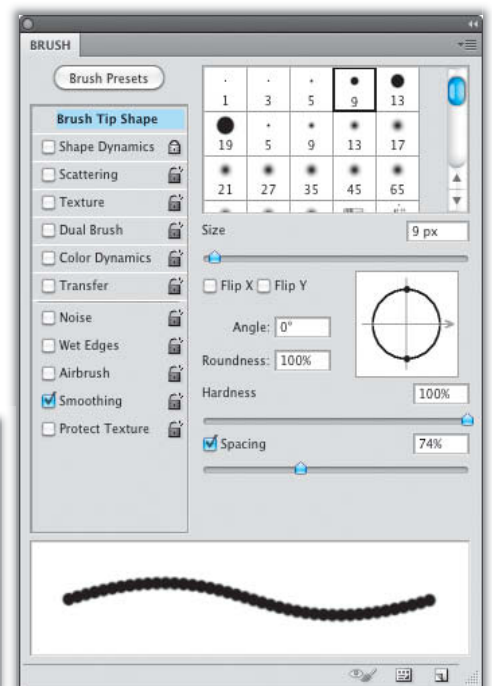 BRUSH
Brush Presets
Brush Tip Shape
Shape Dynamics
Scattering
Texture
Dual Brush
Color Dynamics
Transfer
Noise
Wet Edges
Airbrush
Smoothing
Protect Texture
1 3 5 9 13
19 5 9 13 17
21 27 35 45 65
Size 9 px
Flip X Flip Y
Angle: 0°
Roundness: 100%
Hardness 100%
Spacing 74%